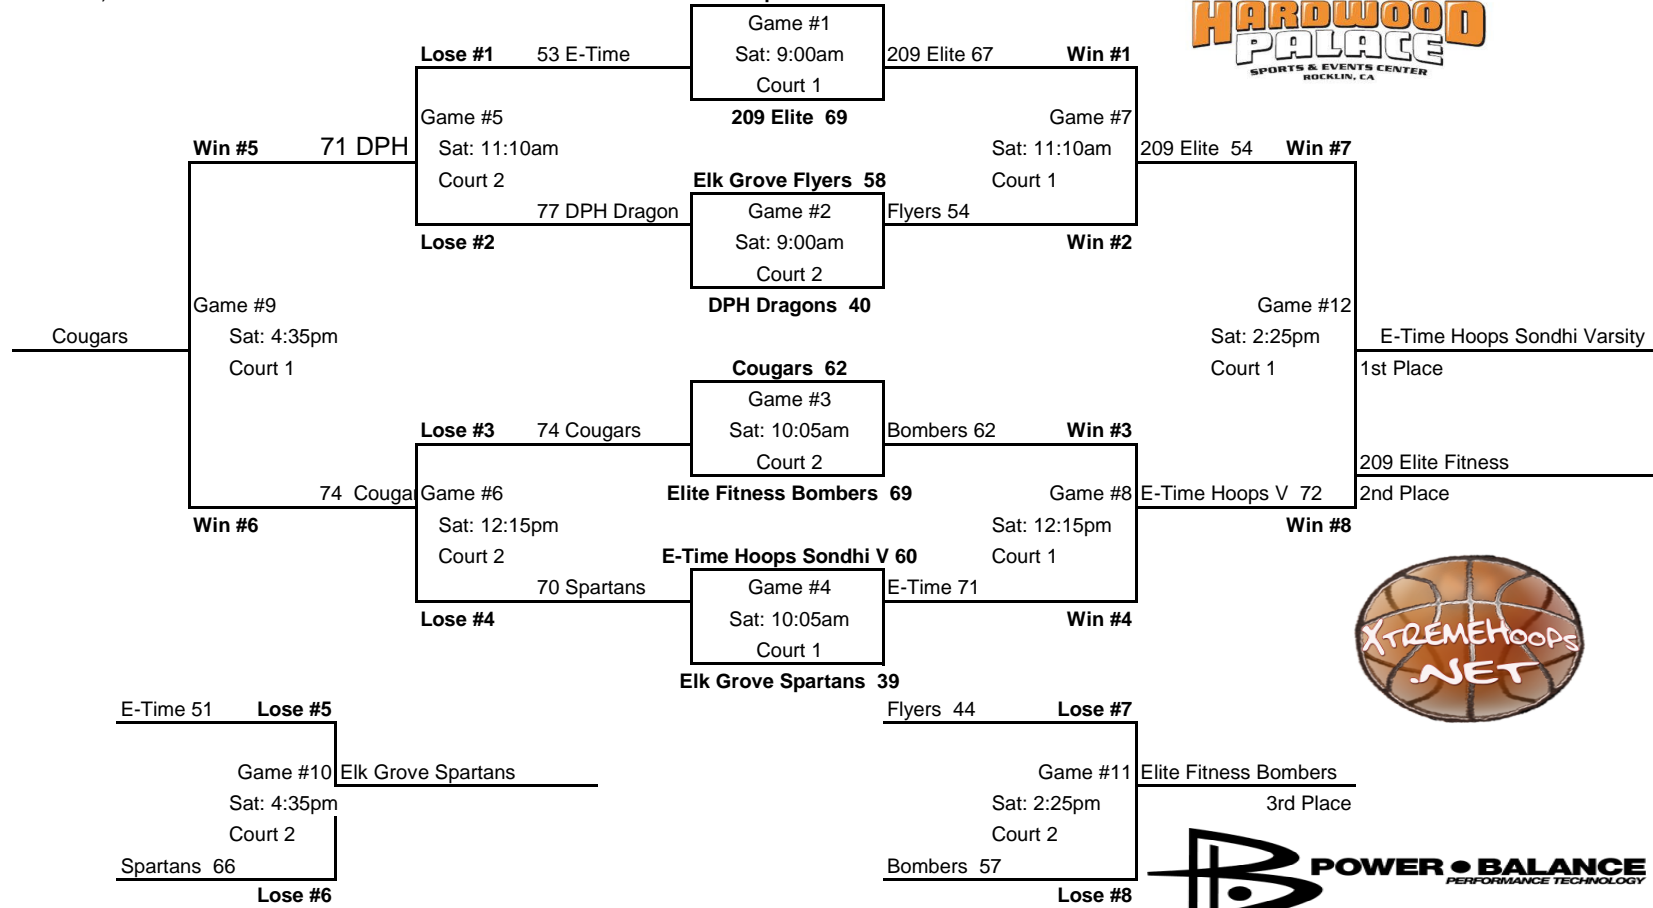 HARDWOOD
PALACE
SPORTS & EVENTS CENTER
ROCKLIN, CA
Game #1
Lose #1 53 E-Time Sat: 9:00am 209 Elite 67 Win #1
Court 1
Game #5 209 Elite 69 Game #7
Win #5 71 DPH Sat: 11:10am Sat: 11:10am 209 Elite 54 Win #7
Court 2 Elk Grove Flyers 58 Court 1
77 DPH Dragon Game #2 Flyers 54
Lose #2 Sat: 9:00am Win #2
Court 2
Game #9 DPH Dragons 40 Game #12
Cougars Sat: 4:35pm Sat: 2:25pm E-Time Hoops Sondhi Varsity
Court 1 Cougars 62 Court 1 1st Place
Game #3
Lose #3 74 Cougars Sat: 10:05am Bombers 62 Win #3
Court 2 209 Elite Fitness
74 Couga Game #6 Elite Fitness Bombers 69 Game #8 E-Time Hoops V 72 2nd Place
Win #6 Sat: 12:15pm Sat: 12:15pm Win #8
Court 2 E-Time Hoops Sondhi V 60 Court 1
70 Spartans Game #4 E-Time 71
Lose #4 Sat: 10:05am Win #4
Court 1
XTREMEHOOPS
.NET
Elk Grove Spartans 39
E-Time 51 Lose #5 Flyers 44 Lose #7
Game #10 Elk Grove Spartans Game #11 Elite Fitness Bombers
Sat: 4:35pm Sat: 2:25pm 3rd Place
Court 2 Court 2
Spartans 66 Bombers 57
Lose #6 Lose #8
POWER BALANCE
PERFORMANCE TECHNOLOGY